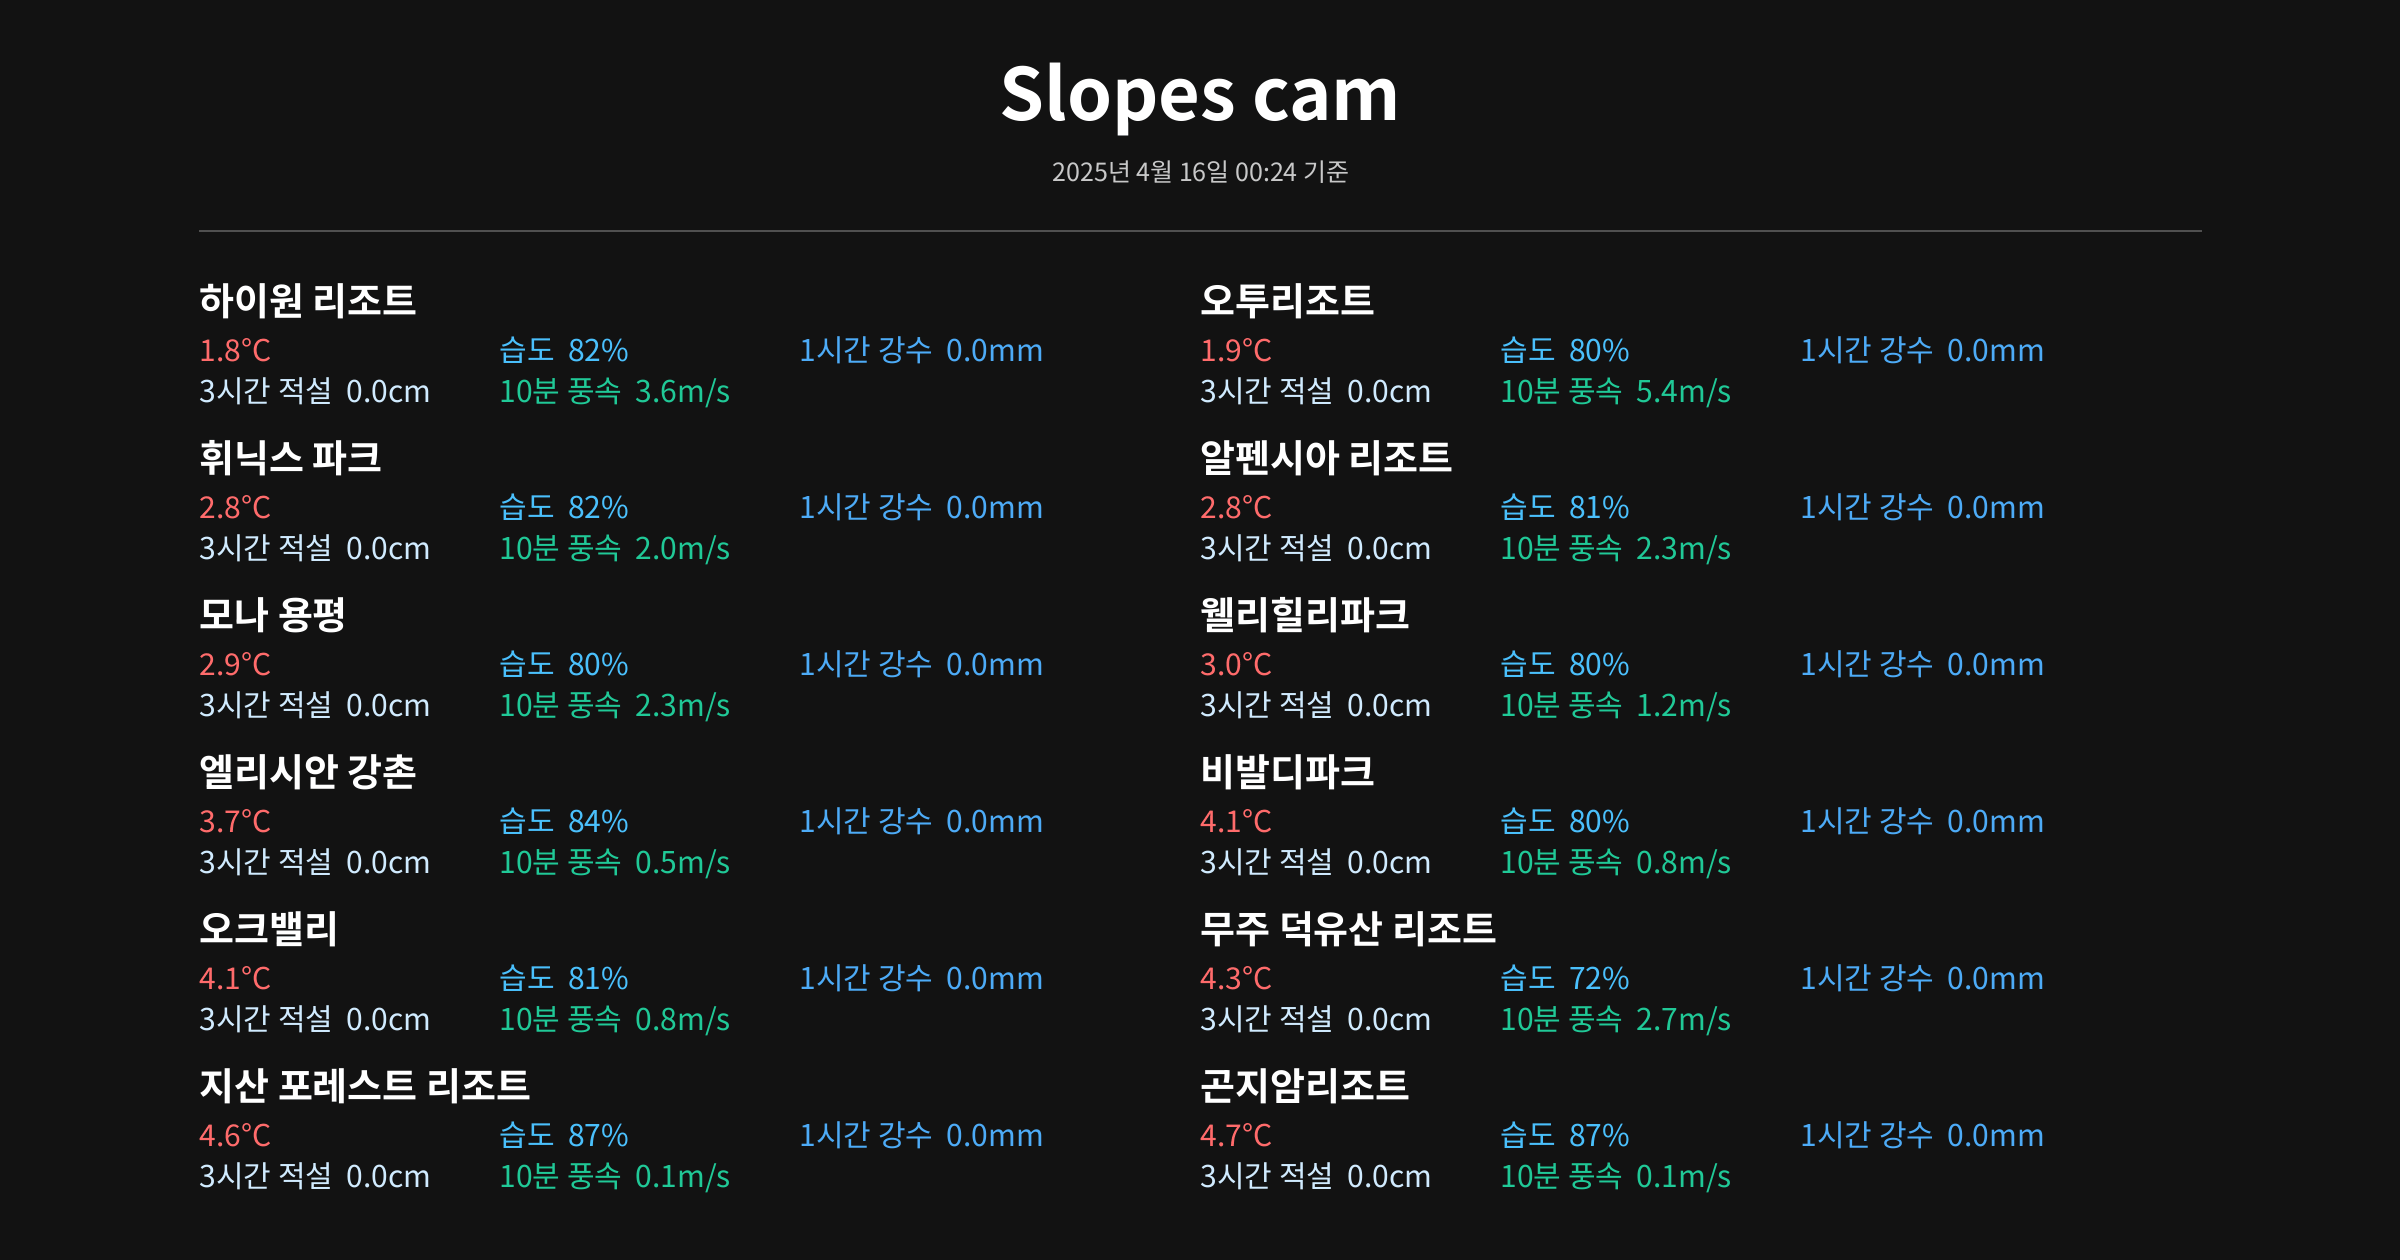 Slopes cam
2025년 4월 16일 00:24 기준
하이원 리조트
1.8°C 습도 82% 1시간 강수 0.0mm
3시간 적설 0.0cm 10분 풍속 3.6m/s
오투리조트
1.9°C 습도 80% 1시간 강수 0.0mm
3시간 적설 0.0cm 10분 풍속 5.4m/s
휘닉스 파크
2.8°C 습도 82% 1시간 강수 0.0mm
3시간 적설 0.0cm 10분 풍속 2.0m/s
알펜시아 리조트
2.8°C 습도 81% 1시간 강수 0.0mm
3시간 적설 0.0cm 10분 풍속 2.3m/s
모나 용평
2.9°C 습도 80% 1시간 강수 0.0mm
3시간 적설 0.0cm 10분 풍속 2.3m/s
웰리힐리파크
3.0°C 습도 80% 1시간 강수 0.0mm
3시간 적설 0.0cm 10분 풍속 1.2m/s
엘리시안 강촌
3.7°C 습도 84% 1시간 강수 0.0mm
3시간 적설 0.0cm 10분 풍속 0.5m/s
비발디파크
4.1°C 습도 80% 1시간 강수 0.0mm
3시간 적설 0.0cm 10분 풍속 0.8m/s
오크밸리
4.1°C 습도 81% 1시간 강수 0.0mm
3시간 적설 0.0cm 10분 풍속 0.8m/s
무주 덕유산 리조트
4.3°C 습도 72% 1시간 강수 0.0mm
3시간 적설 0.0cm 10분 풍속 2.7m/s
지산 포레스트 리조트
4.6°C 습도 87% 1시간 강수 0.0mm
3시간 적설 0.0cm 10분 풍속 0.1m/s
곤지암리조트
4.7°C 습도 87% 1시간 강수 0.0mm
3시간 적설 0.0cm 10분 풍속 0.1m/s